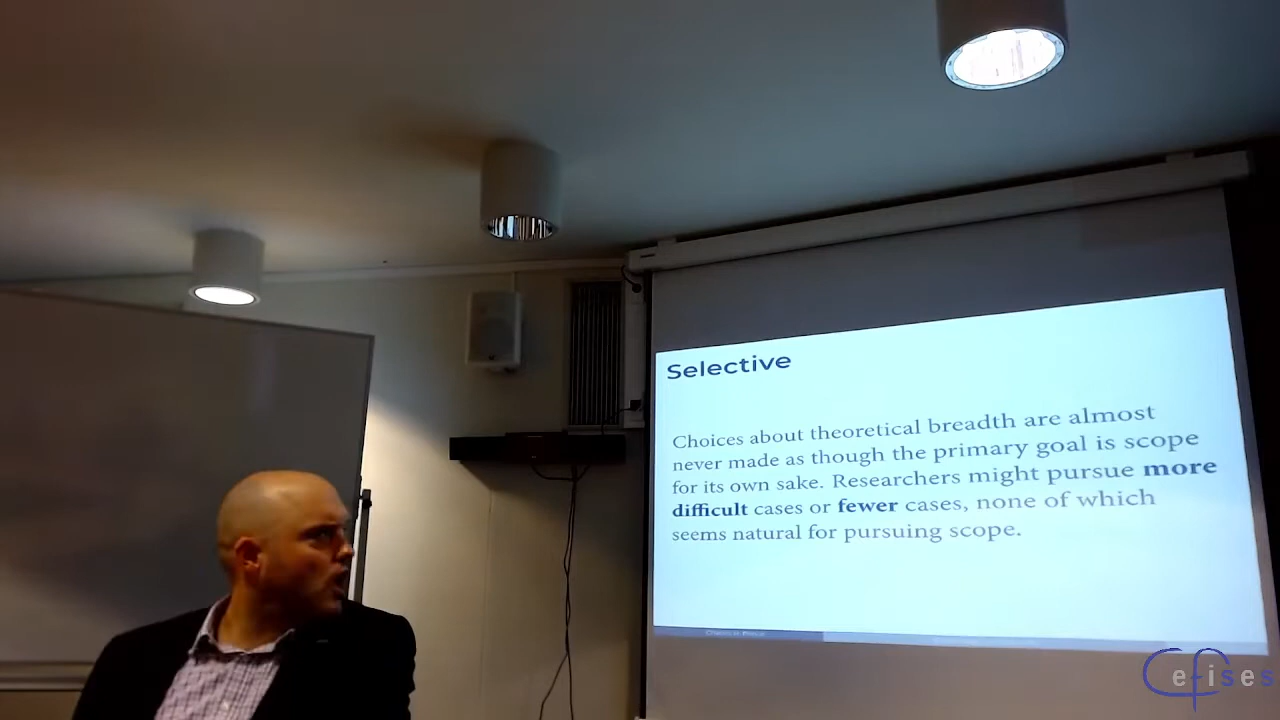 Selective
Choices about theoretical breadth are almost
never made as though the primary goal is scope
for its own sake. Researchers might pursue more
difficult cases or fewer cases, none of which
seems natural for pursuing scope.
Cefises